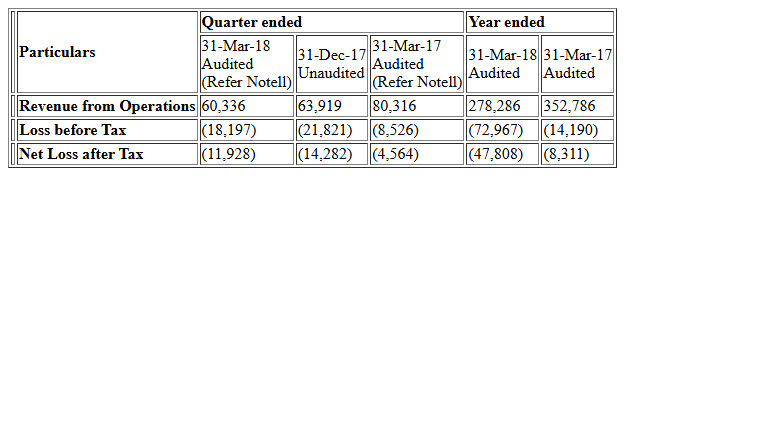 Particulars Quarter ended Year ended
31-Mar-18 Audited (Refer Notell) 31-Dec-17 Unaudited 31-Mar-17 Audited (Refer Notell) 31-Mar-18 Audited 31-Mar-17 Audited
Revenue from Operations 60,336 63,919 80,316 278,286 352,786
Loss before Tax (18,197) (21,821) (8,526) (72,967) (14,190)
Net Loss after Tax (11,928) (14,282) (4,564) (47,808) (8,311)